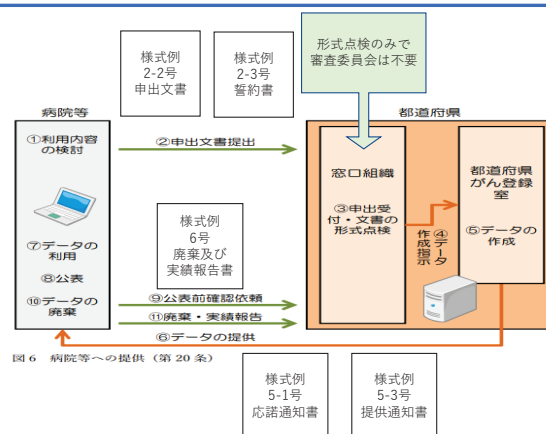 様式例
2-2号
申出文書
様式例
2-3号
誓約書
形式点検のみで
審査委員会は不要
病院等
①利用内容
の検討
⑦データの
利用
⑧公表
⑩データの
廃棄
②申出文書提出
様式例
6号
廃棄及び
実績報告書
⑨公表前確認依頼
⑪廃棄・実績報告
⑥データの提供
都道府県
窓口組織
③申出受
付・文書の
形式点検
④データ
作成指示
都道府県
がん登録
室
⑤データの
作成
図 6 病院等への提供（第 20 条）
様式例
5-1号
応諾通知書
様式例
5-3号
提供通知書